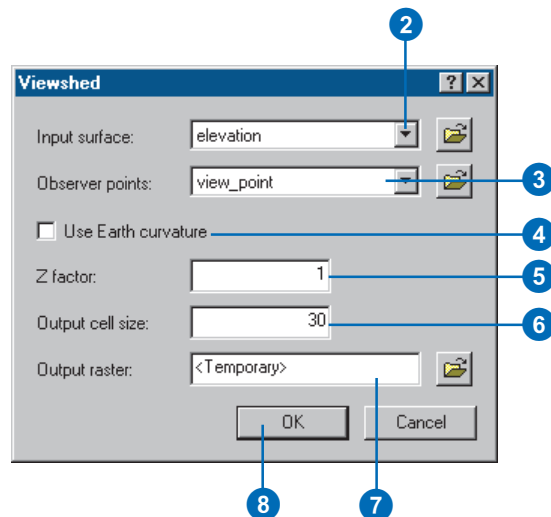 2
Viewshed
Input surface: elevation
Observer points: view_point 3
Use Earth curvature 4
Z factor: 1 5
Output cell size: 30 6
Output raster: <Temporary>
OK Cancel
8 7